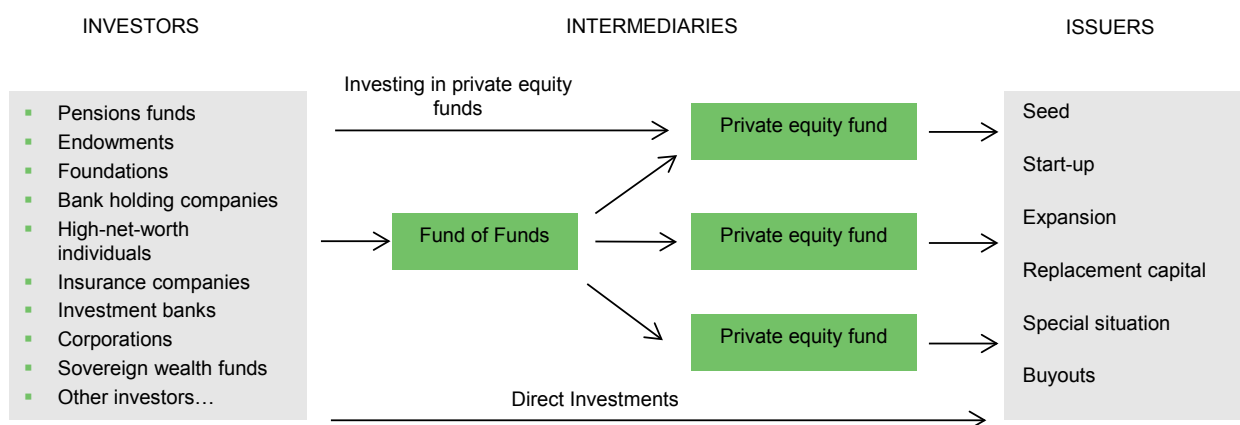 INVESTORS
INTERMEDIARIES
ISSUERS
Pensions funds
Endowments
Foundations
Bank holding companies
High-net-worth
individuals
Insurance companies
Investment banks
Corporations
Sovereign wealth funds
Other investors…
Investing in private equity
funds
Fund of Funds
Private equity fund
Private equity fund
Private equity fund
Direct Investments
Seed
Start-up
Expansion
Replacement capital
Special situation
Buyouts